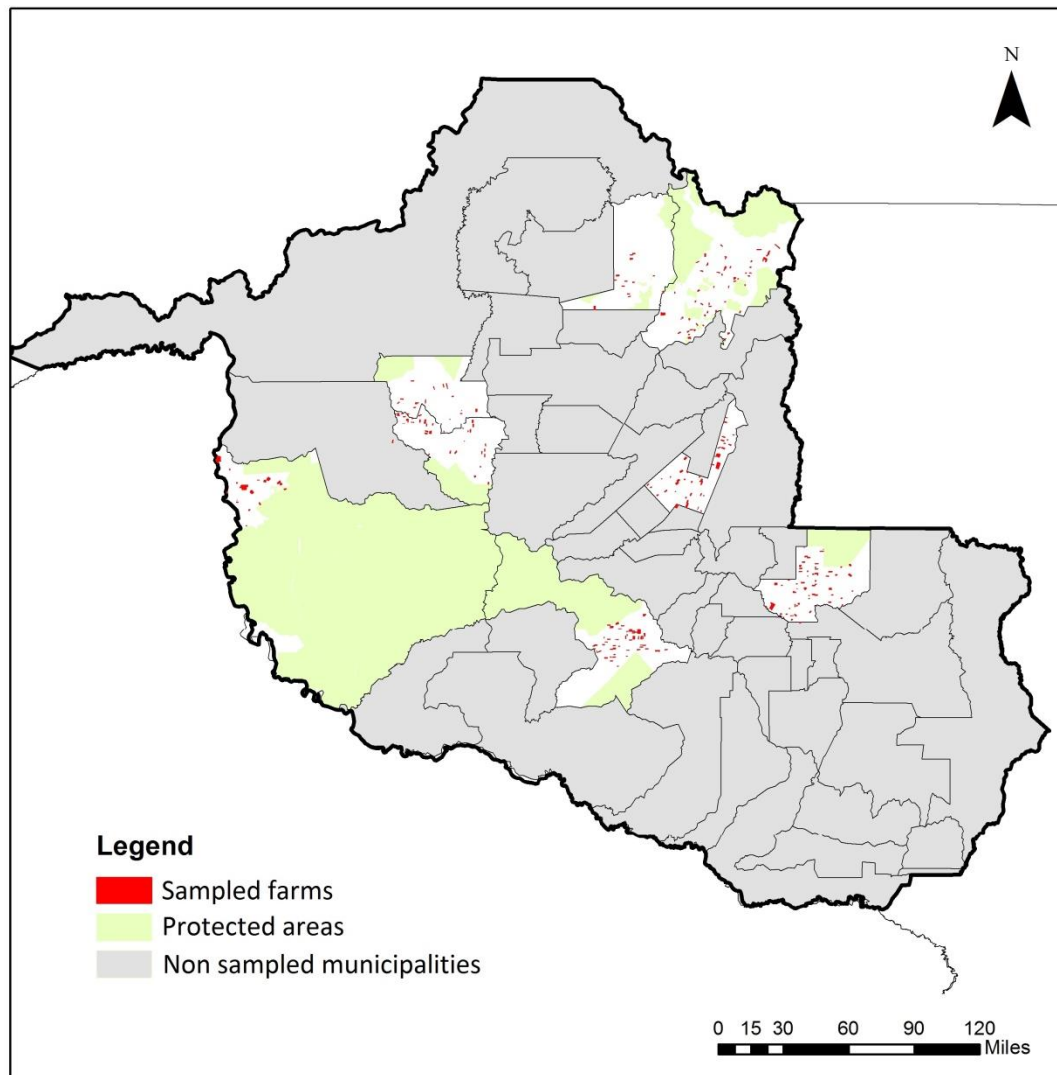 N
Legend
Sampled farms
Protected areas
Non sampled municipalities
0 15 30 60 90 120
Miles